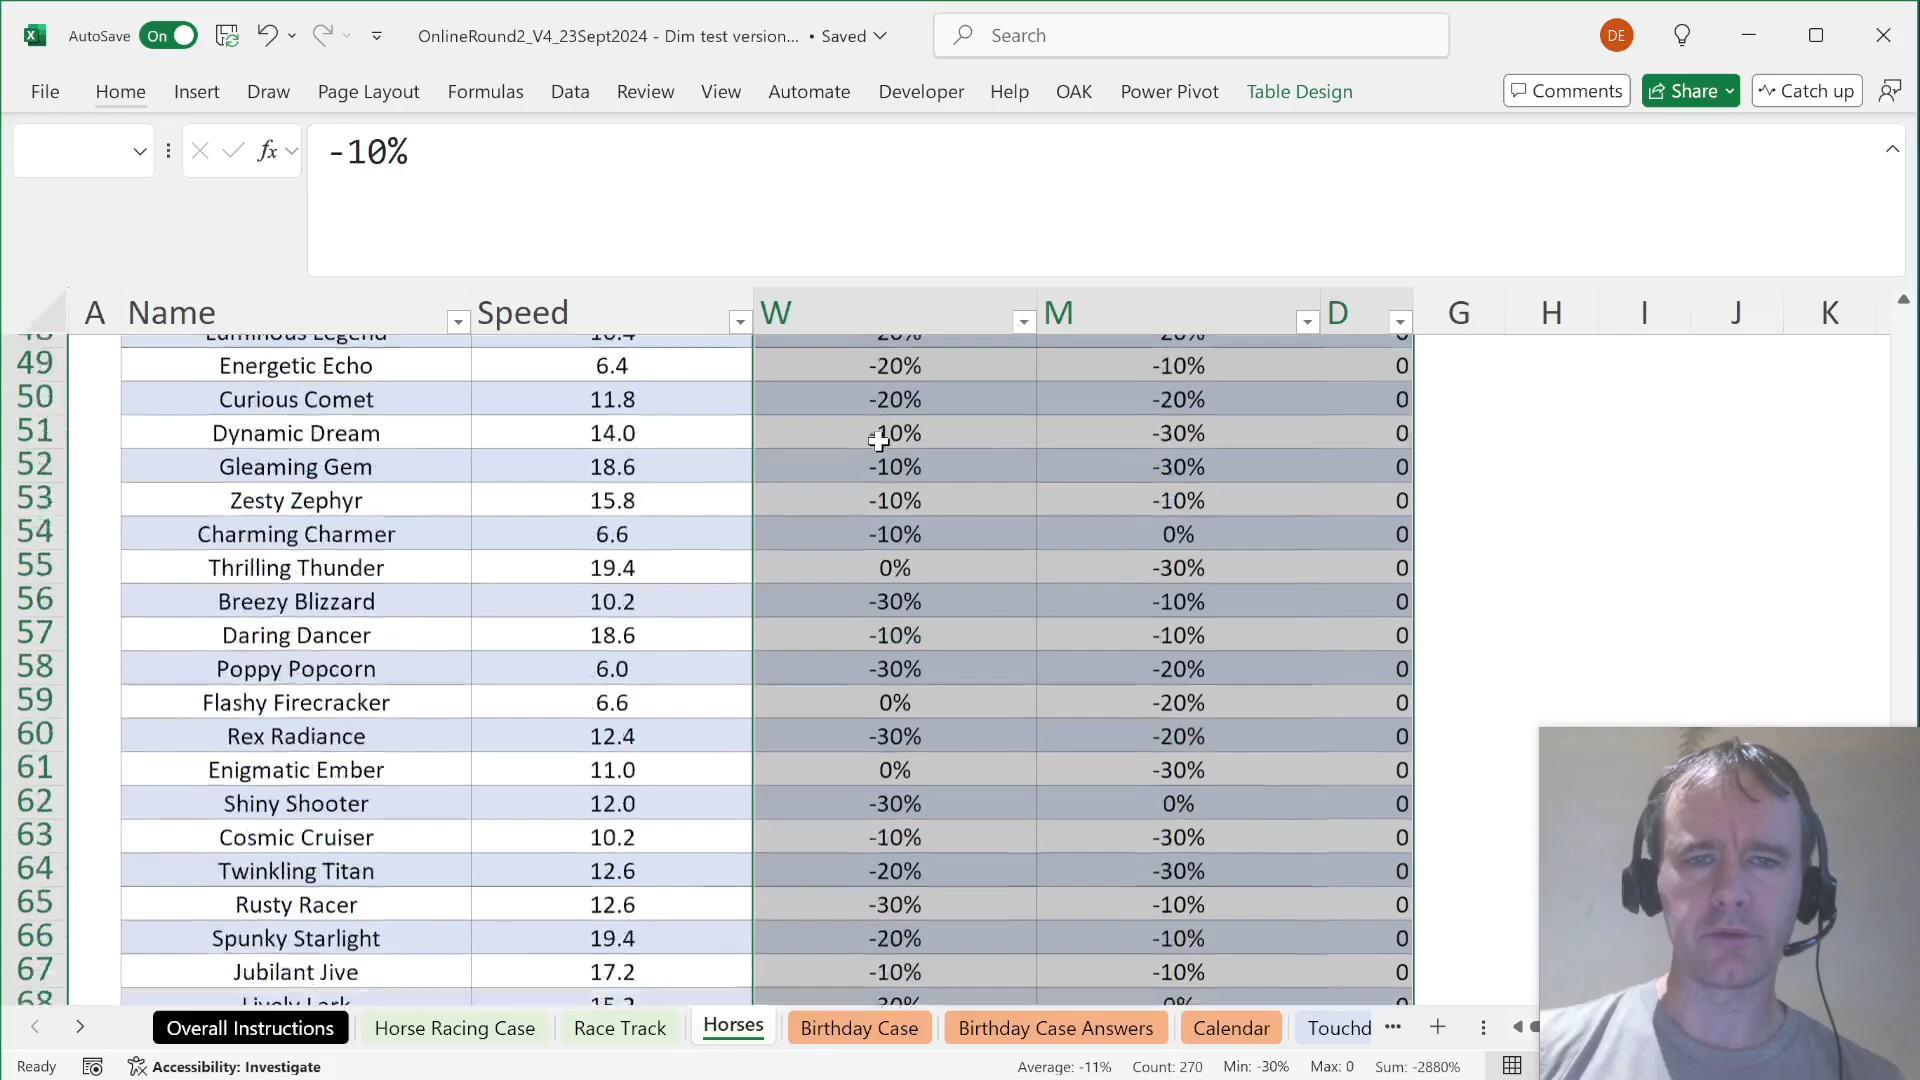 AutoSave On OnlineRound2_V4_23Sept2024 - Dim test version... • Saved Search DE
File Home Insert Draw Page Layout Formulas Data Review View Automate Developer Help OAK Power Pivot Table Design Comments Share Catch up
fx -10%
A Name Speed W M D G H I J K
48 Luminous Legend 10.4 -20% -20% 0
49 Energetic Echo 6.4 -20% -10% 0
50 Curious Comet 11.8 -20% -20% 0
51 Dynamic Dream 14.0 -10% -30% 0
52 Gleaming Gem 18.6 -10% -30% 0
53 Zesty Zephyr 15.8 -10% -10% 0
54 Charming Charmer 6.6 -10% 0% 0
55 Thrilling Thunder 19.4 0% -30% 0
56 Breezy Blizzard 10.2 -30% -10% 0
57 Daring Dancer 18.6 -10% -10% 0
58 Poppy Popcorn 6.0 -30% -20% 0
59 Flashy Firecracker 6.6 0% -20% 0
60 Rex Radiance 12.4 -30% -20% 0
61 Enigmatic Ember 11.0 0% -30% 0
62 Shiny Shooter 12.0 -30% 0% 0
63 Cosmic Cruiser 10.2 -10% -30% 0
64 Twinkling Titan 12.6 -20% -30% 0
65 Rusty Racer 12.6 -30% -10% 0
66 Spunky Starlight 19.4 -20% -10% 0
67 Jubilant Jive 17.2 -10% -10% 0
68 Lively Lark
Overall Instructions Horse Racing Case Race Track Horses Birthday Case Birthday Case Answers Calendar Touchd
Ready Accessibility: Investigate Average: -11% Count: 270 Min: -30% Max: 0 Sum: -2880%